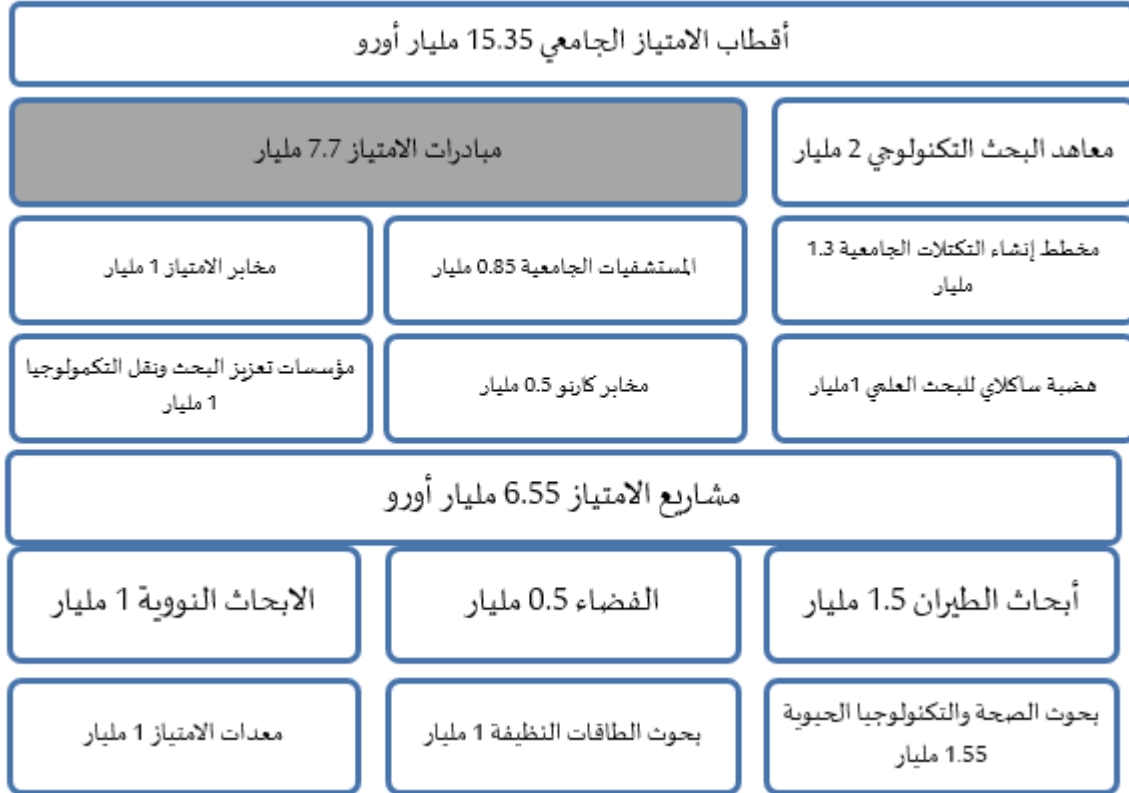 أقطاب الامتياز الجامعي 15.35 مليار أورو
معاهد البحث التكنولوجي 2 مليار
مبادرات الامتياز 7.7 مليار
مخطط إنشاء التكتلات الجامعية 1.3
مليار
المستشفيات الجامعية 0.85 مليار
مخابر الامتياز 1 مليار
هضبة ساكلاي للبحث العلمي 1مليار
مخابر كارنو 0.5 مليار
مؤسسات تعزيز البحث ونقل التكمولوجيا
1 مليار
مشاريع الامتياز 6.55 مليار أورو
أبحاث الطيران 1.5 مليار
الفضاء 0.5 مليار
الابحاث النووية 1 مليار
بحوث الصحة والتكنولوجيا الحيوية
1.55 مليار
بحوث الطاقات النظيفة 1 مليار
معدات الامتياز 1 مليار